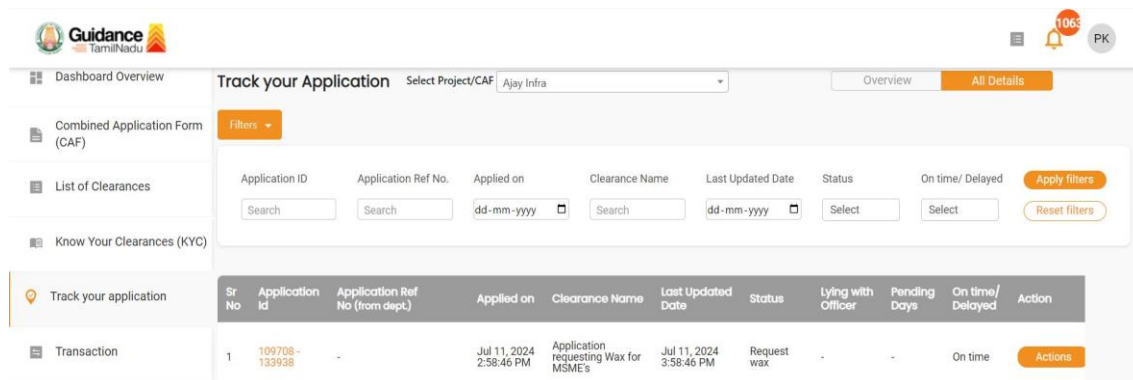 Guidance
TamilNadu
1063
PK
Dashboard Overview
Track your Application
Select Project/CAF
Ajay Infra
Overview
All Details
Combined Application Form
(CAF)
Filters
List of Clearances
Application ID
Application Ref No.
Applied on
Clearance Name
Last Updated Date
Status
On time/ Delayed
Apply filters
Search
Search
dd-mm-yyyy
Search
dd-mm-yyyy
Select
Select
Reset filters
Know Your Clearances (KYC)
Track your application
Sr
No
Application
Id
Application Ref
No (from dept.)
Applied on
Clearance Name
Last Updated
Date
Status
Lying with
Officer
Pending
Days
On time/
Delayed
Action
Transaction
1
109708 -
133938
-
Jul 11, 2024
2:58:46 PM
Application
requesting Wax for
MSME's
Jul 11, 2024
3:58:46 PM
Request
wax
-
-
On time
Actions